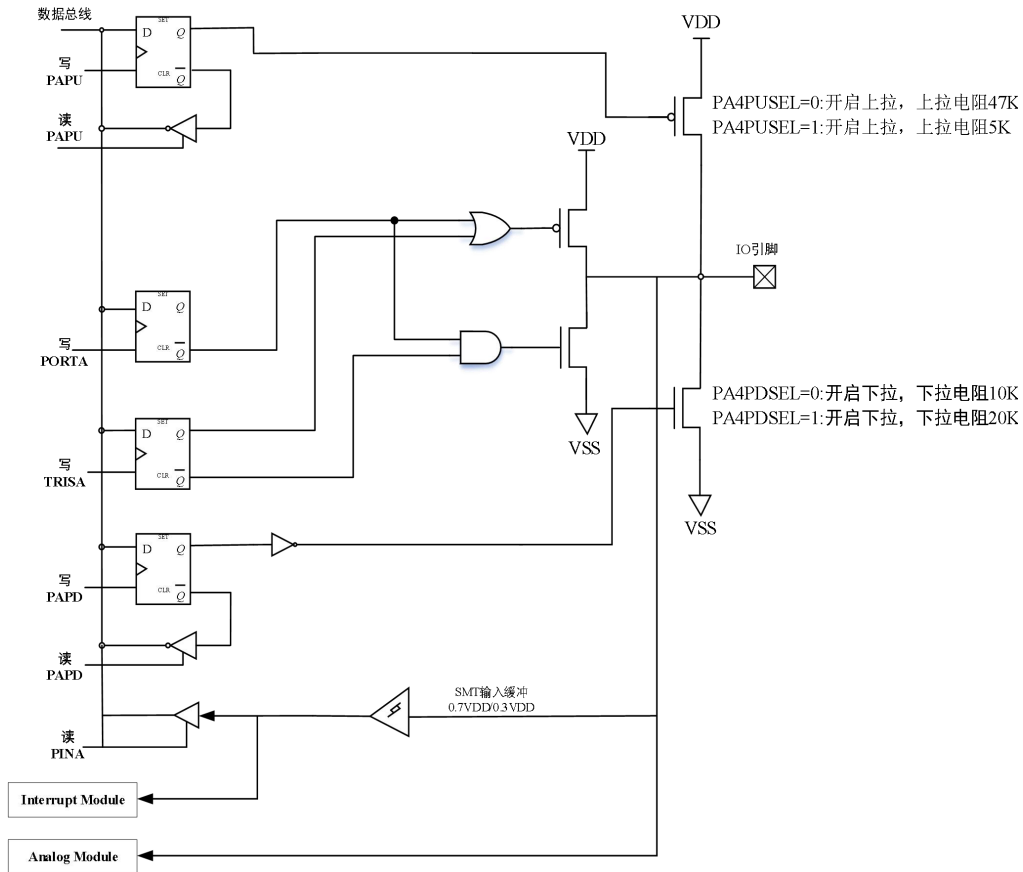 数据总线
SET
D Q
写
PAPU
CLR Q
读
PAPU
VDD
PA4PUSEL=0:开启上拉，上拉电阻47K
PA4PUSEL=1:开启上拉，上拉电阻5K
VDD
IO引脚
SET
D Q
写
PORTA
CLR Q
PA4PDSEL=0:开启下拉，下拉电阻10K
PA4PDSEL=1:开启下拉，下拉电阻20K
VSS
SET
D Q
写
TRISA
CLR Q
VSS
SET
D Q
写
PAPD
CLR Q
读
PAPD
SMT输入缓冲
0.7VDD/0.3VDD
读
PINA
Interrupt Module
Analog Module